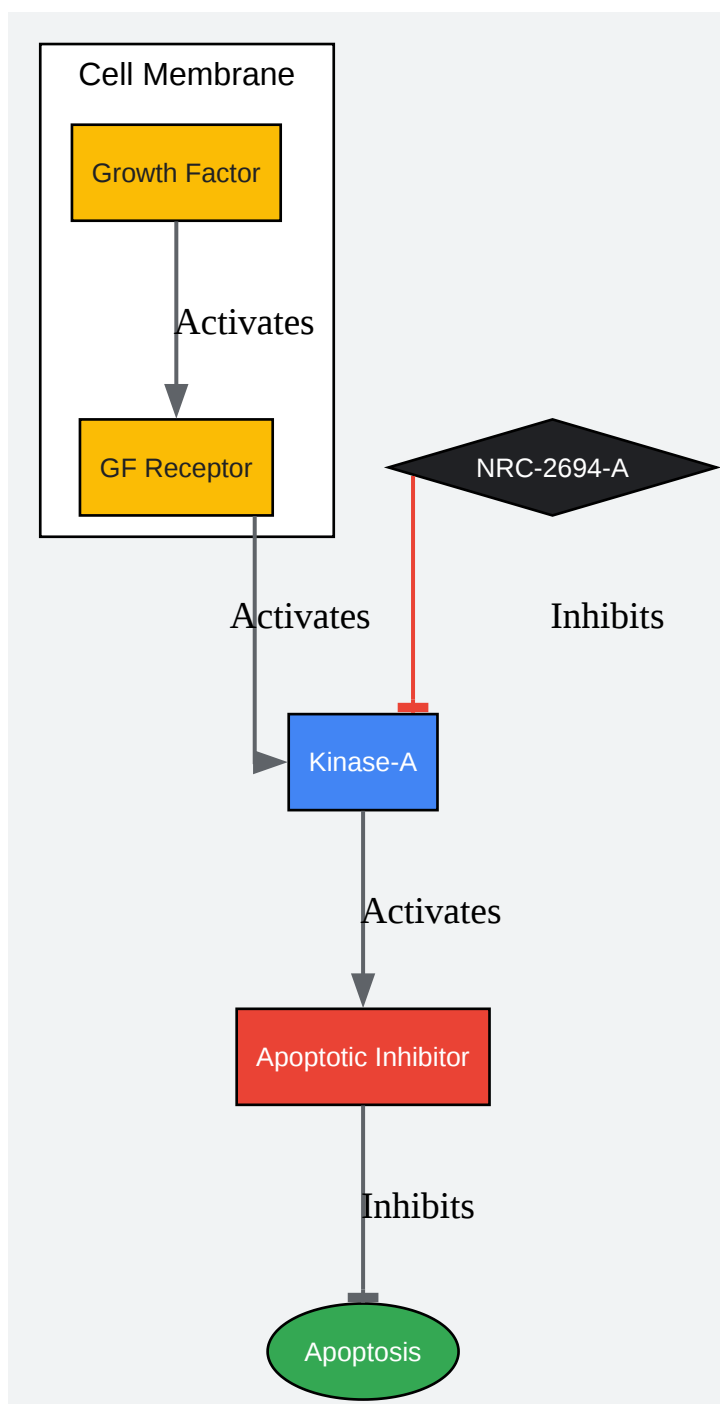 Cell Membrane
Growth Factor
Activates
GF Receptor
NRC-2694-A
Activates
Inhibits
Kinase-A
Activates
Apoptotic Inhibitor
Inhibits
Apoptosis